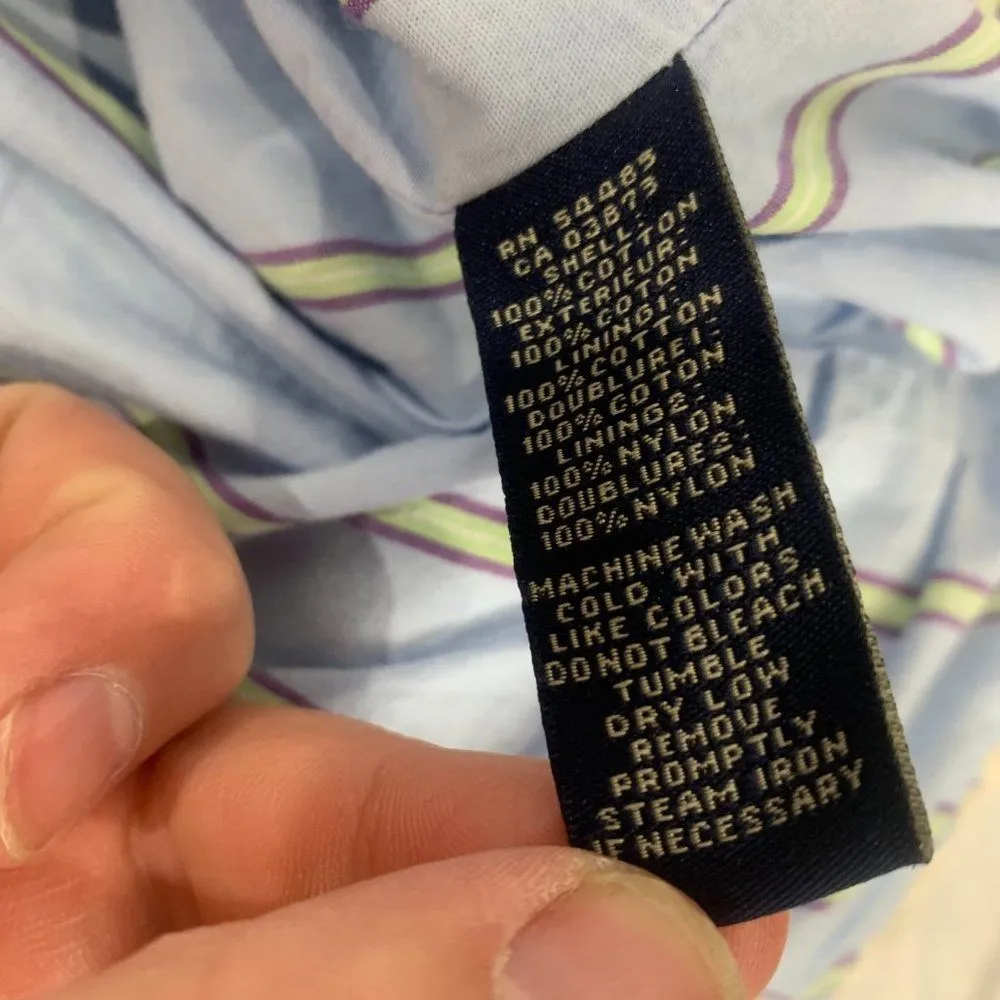 RN 50485
CA 03873
SHELL:
100% COTTON
EXTERIEUR:
100% COTON
LINING1:
100% COTTON
DOUBLURE1:
100% COTON
LINING2:
100% NYLON
DOUBLURE2:
100% NYLON
MACHINE WASH
COLD WITH
LIKE COLORS
DO NOT BLEACH
TUMBLE
DRY LOW
REMOVE
PROMPTLY
STEAM IRON
IF NECESSARY